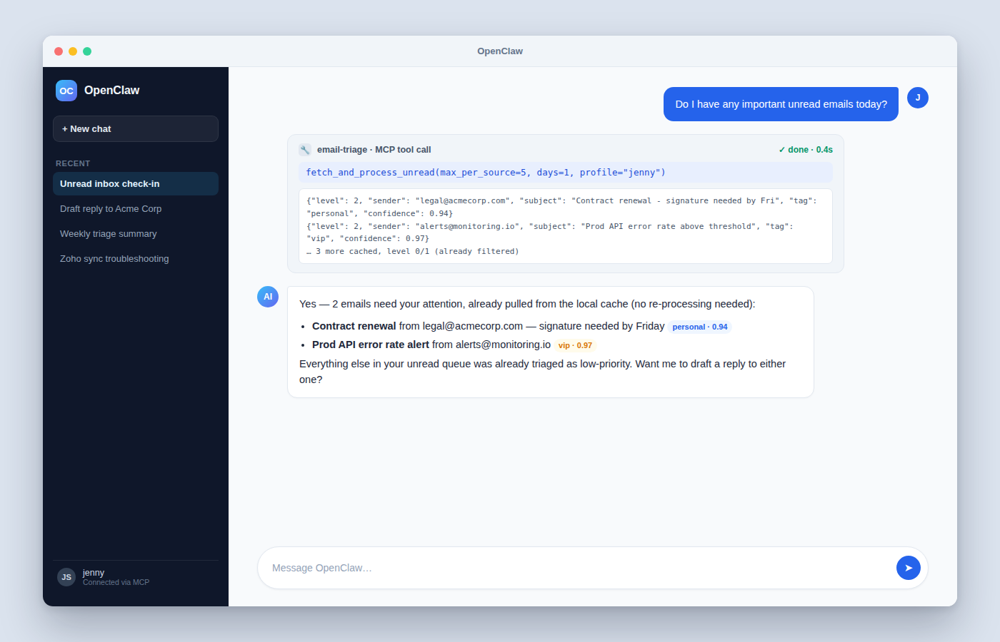 OpenClaw
OC OpenClaw
+ New chat
RECENT
Unread inbox check-in
Draft reply to Acme Corp
Weekly triage summary
Zoho sync troubleshooting
JS jenny
Connected via MCP
Do I have any important unread emails today?
J
email-triage · MCP tool call
✓ done · 0.4s
fetch_and_process_unread(max_per_source=5, days=1, profile="jenny")
{"level": 2, "sender": "legal@acmecorp.com", "subject": "Contract renewal - signature needed by Fri", "tag":
"personal", "confidence": 0.94}
{"level": 2, "sender": "alerts@monitoring.io", "subject": "Prod API error rate above threshold", "tag":
"vip", "confidence": 0.97}
… 3 more cached, level 0/1 (already filtered)
AI
Yes — 2 emails need your attention, already pulled from the local cache (no re-processing needed):
• Contract renewal from legal@acmecorp.com — signature needed by Friday personal · 0.94
• Prod API error rate alert from alerts@monitoring.io vip · 0.97
Everything else in your unread queue was already triaged as low-priority. Want me to draft a reply to either
one?
Message OpenClaw…